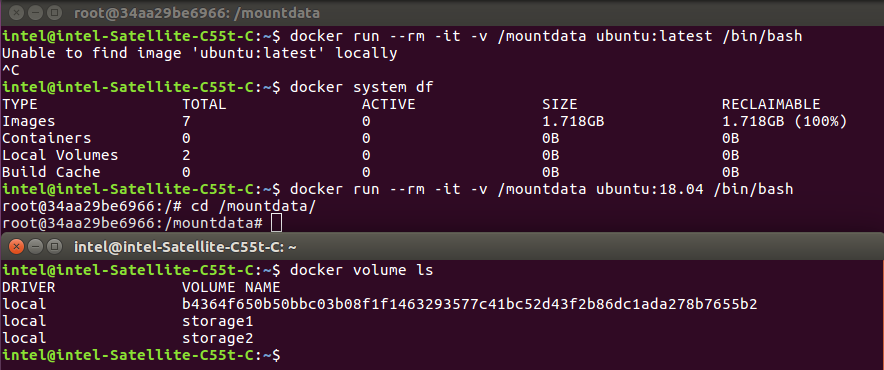 root@34aa29be6966: /mountdata
intel@intel-Satellite-C55t-C:~$ docker run --rm -it -v /mountdata ubuntu:latest /bin/bash
Unable to find image 'ubuntu:latest' locally
^C
intel@intel-Satellite-C55t-C:~$ docker system df
TYPE                TOTAL               ACTIVE              SIZE                RECLAIMABLE
Images              7                   0                   1.718GB             1.718GB (100%)
Containers          0                   0                   0B                  0B
Local Volumes       2                   0                   0B                  0B
Build Cache         0                   0                   0B                  0B
intel@intel-Satellite-C55t-C:~$ docker run --rm -it -v /mountdata ubuntu:18.04 /bin/bash
root@34aa29be6966:/# cd /mountdata/
root@34aa29be6966:/mountdata#
intel@intel-Satellite-C55t-C: ~
intel@intel-Satellite-C55t-C:~$ docker volume ls
DRIVER              VOLUME NAME
local               b4364f650b50bbc03b08f1f1463293577c41bc52d43f2b86dc1ada278b7655b2
local               storage1
local               storage2
intel@intel-Satellite-C55t-C:~$